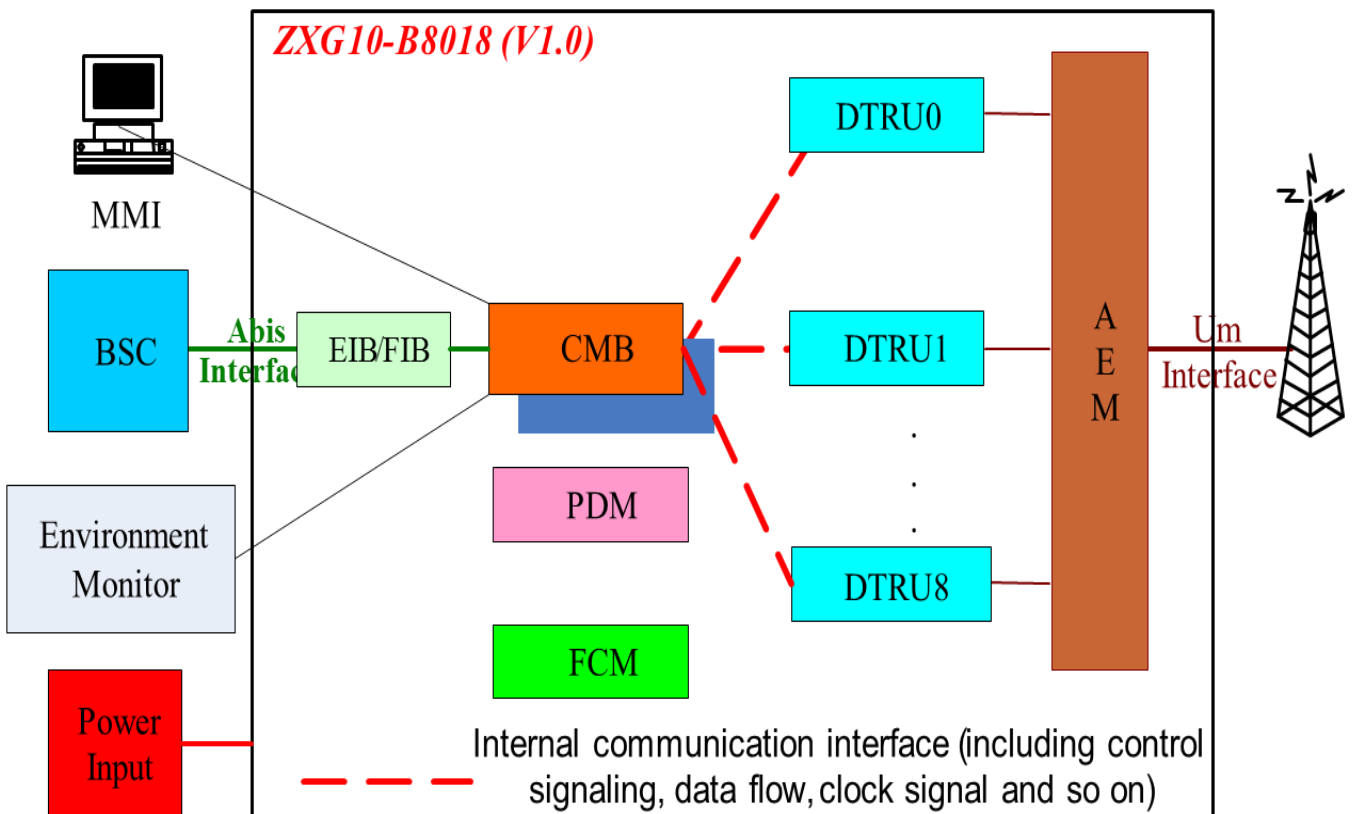 ZXG10-B8018 (V1.0)
MMI
BSC
Abis
Interfac
EIB/FIB
CMB
DTRU0
DTRU1
.
.
.
DTRU8
A
E
M
Um
Interface
Environment
Monitor
PDM
FCM
Power
Input
Internal communication interface (including control
signaling, data flow, clock signal and so on)